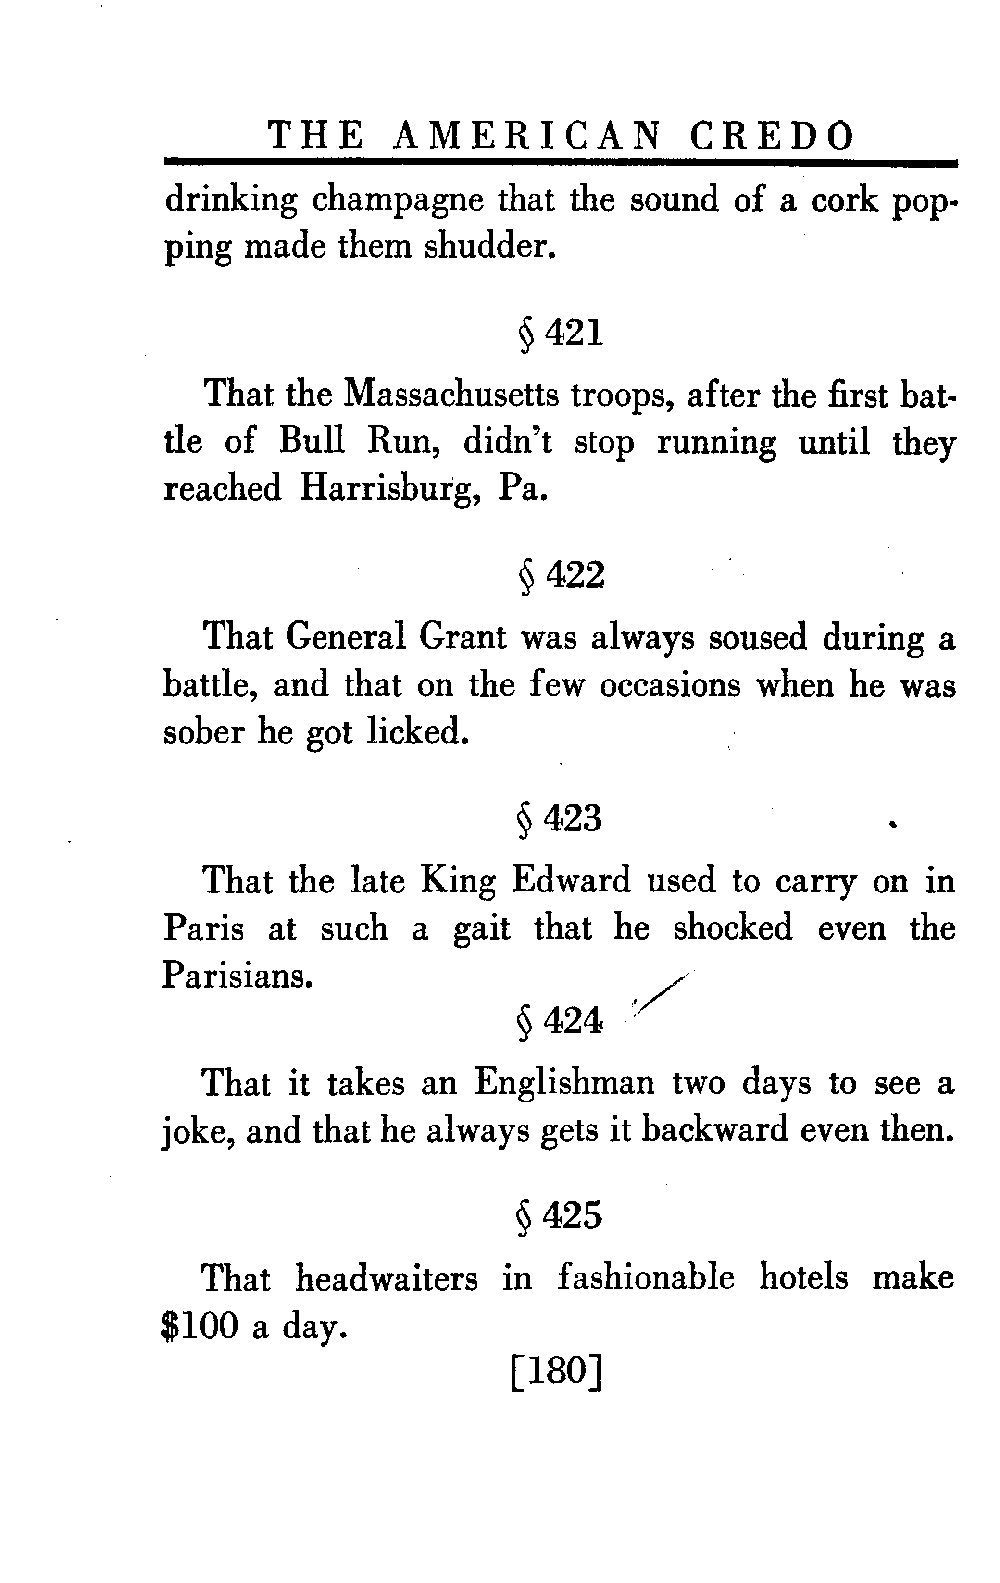 THE AMERICAN CREDO
drinking champagne that the sound of a cork pop-
ping made them shudder.
§ 421
That the Massachusetts troops, after the first bat-
tle of Bull Run, didn't stop running until they
reached Harrisburg, Pa.
§ 422
That General Grant was always soused during a
battle, and that on the few occasions when he was
sober he got licked.
§ 423
That the late King Edward used to carry on in
Paris at such a gait that he shocked even the
Parisians.
§ 424
That it takes an Englishman two days to see a
joke, and that he always gets it backward even then.
§ 425
That headwaiters in fashionable hotels make
$100 a day.
[180]